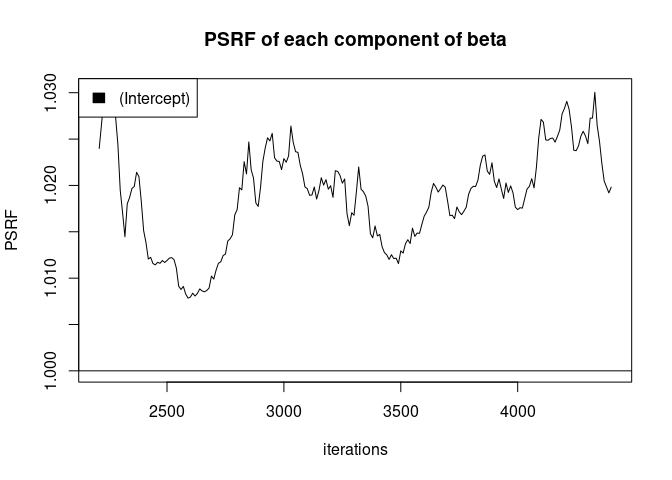 PSRF of each component of beta
(Intercept)
1.030
1.020
1.010
1.000
PSRF
2500 3000 3500 4000
iterations